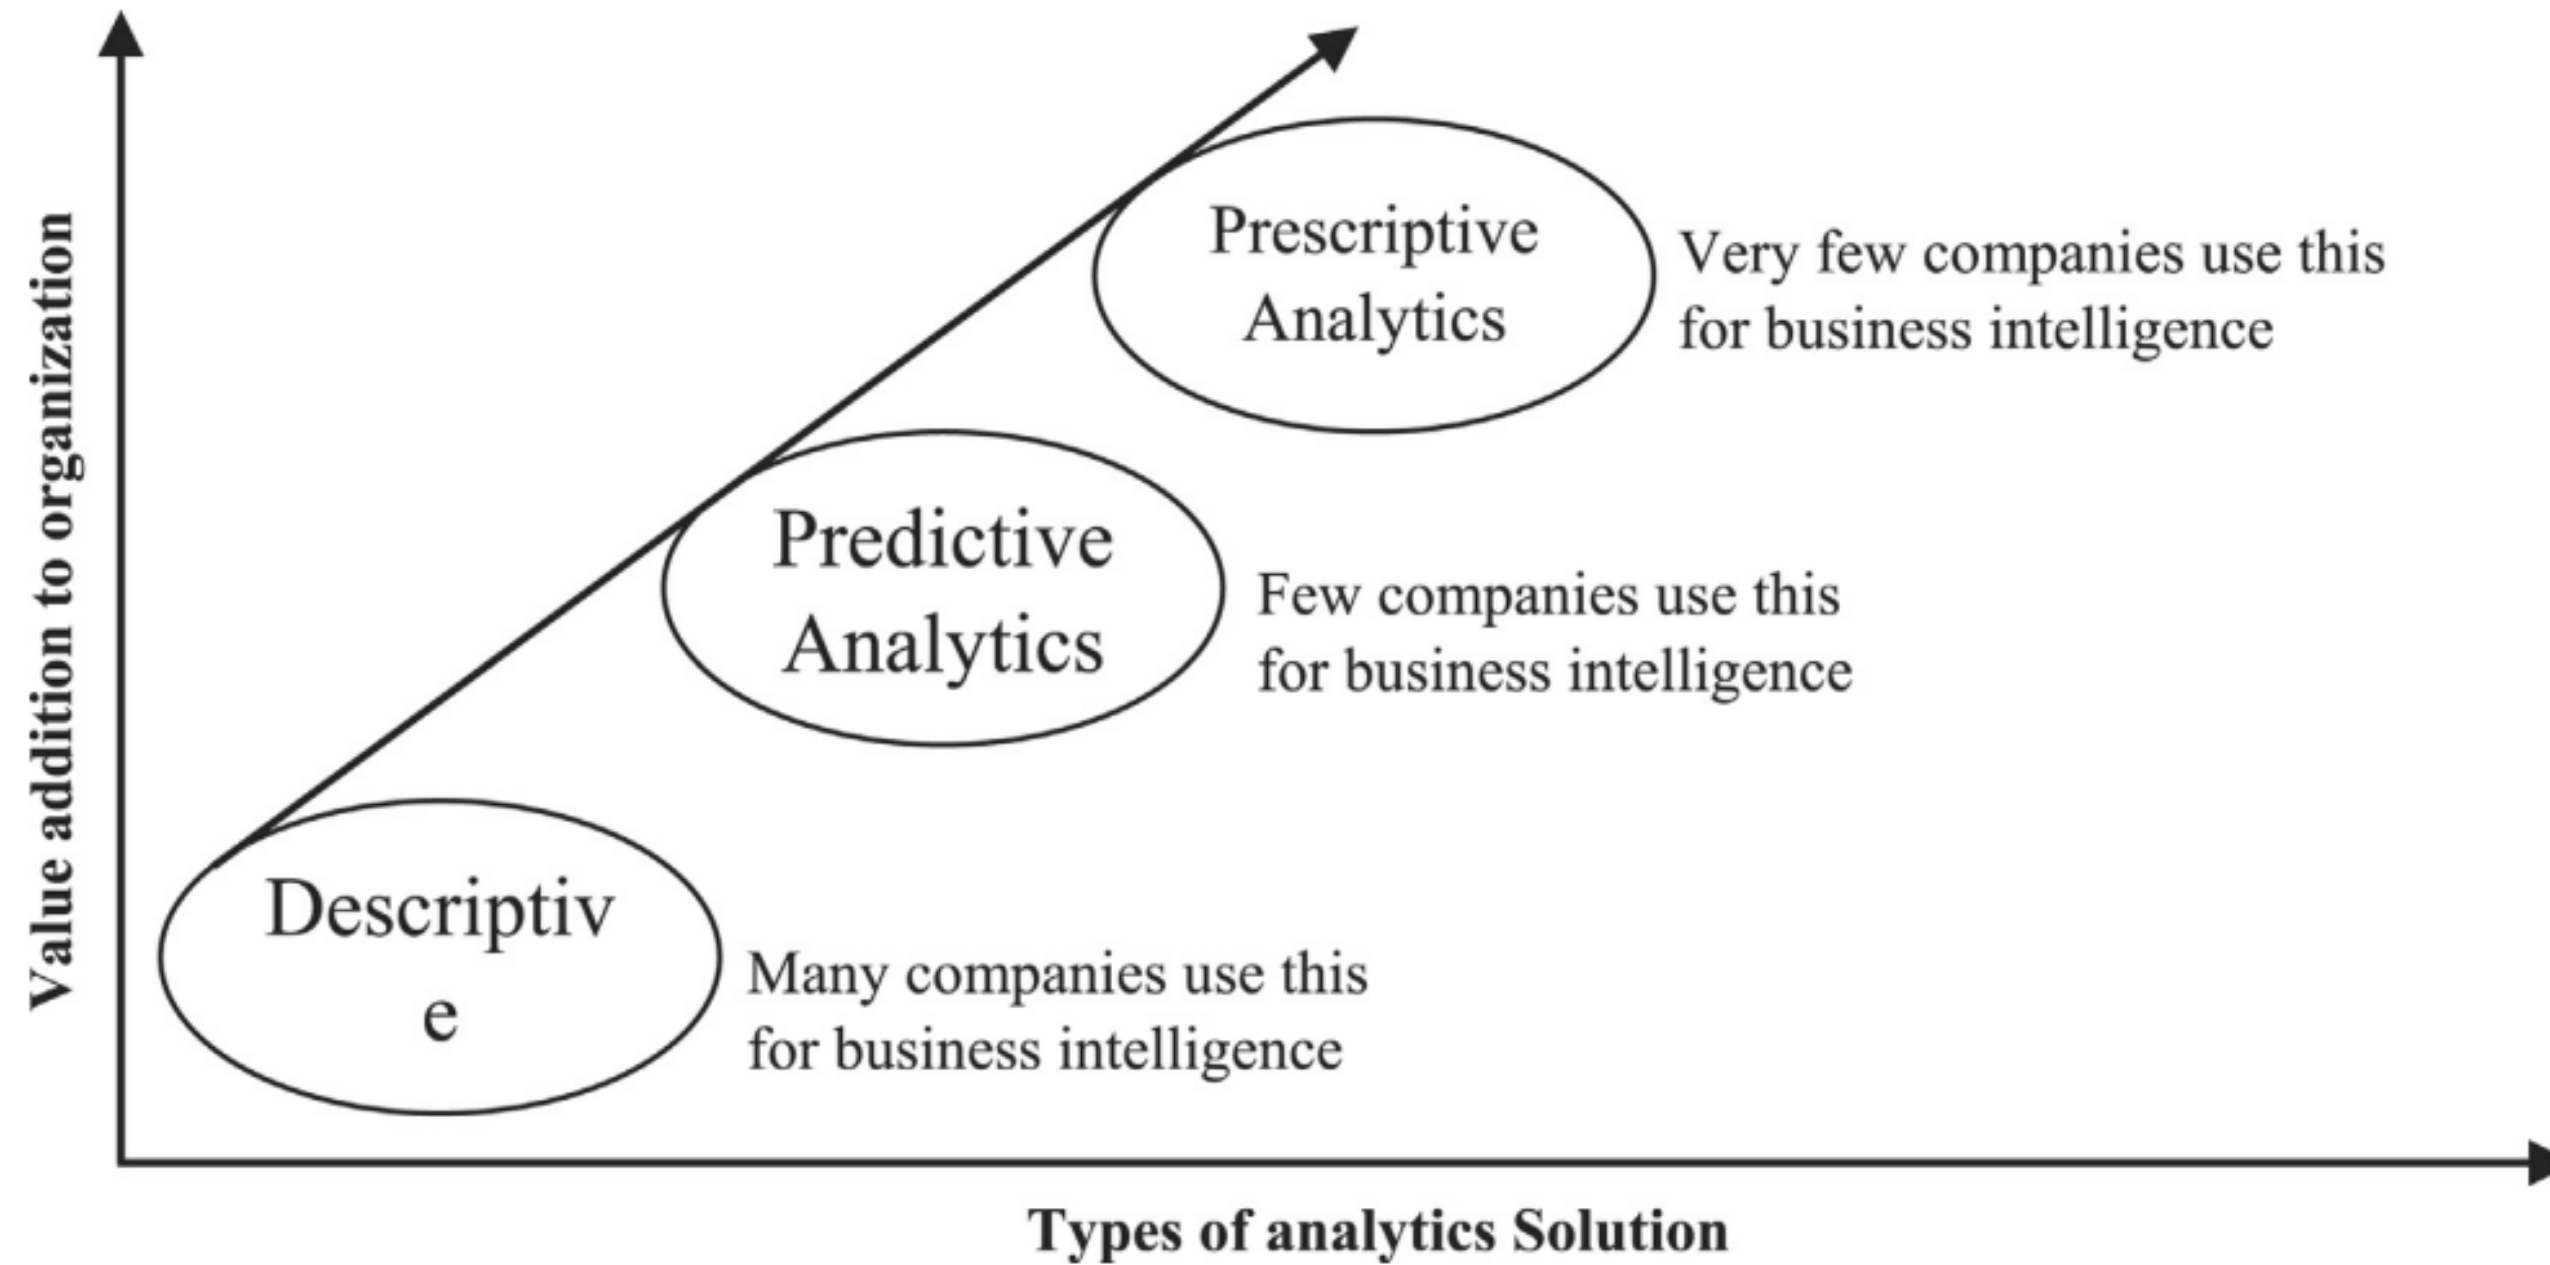 Value addition to organization
Prescriptive
Analytics
Very few companies use this
for business intelligence
Predictive
Analytics
Few companies use this
for business intelligence
Descriptiv
e
Many companies use this
for business intelligence
Types of analytics Solution